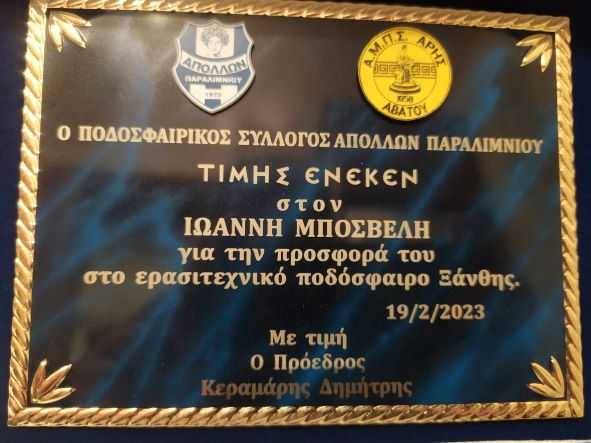 ΑΠΟΛΛΩΝ
ΠΑΡΑΛΙΜΝΙΟΥ
Α.Μ.Π.Σ. ΑΡΗΣ
ΑΒΑΤΟΥ
Ο ΠΟΔΟΣΦΑΙΡΙΚΟΣ ΣΥΛΛΟΓΟΣ ΑΠΟΛΛΩΝ ΠΑΡΑΛΙΜΝΙΟΥ
ΤΙΜΗΣ ΕΝΕΚΕΝ
στον
ΙΩΑΝΝΗ ΜΠΟΣΒΕΛΗ
για την προσφορά του
στο ερασιτεχνικό ποδόσφαιρο Ξάνθης.
19/2/2023
Με τιμή
Ο Πρόεδρος
Κεραμάρης Δημήτρης